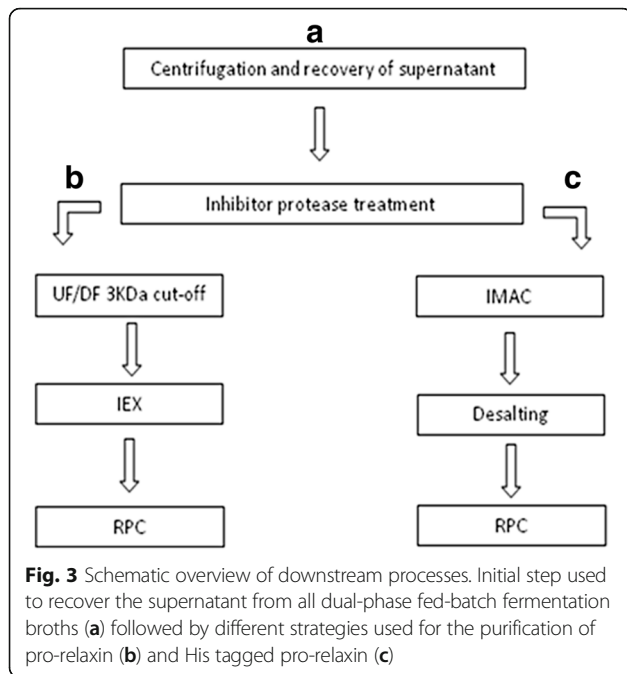 a
Centrifugation and recovery of supernatant
b
c
Inhibitor protease treatment
UF/DF 3KDa cut-off
IMAC
IEX
Desalting
RPC
RPC
Fig. 3 Schematic overview of downstream processes. Initial step used
to recover the supernatant from all dual-phase fed-batch fermentation
broths (a) followed by different strategies used for the purification of
pro-relaxin (b) and His tagged pro-relaxin (c)